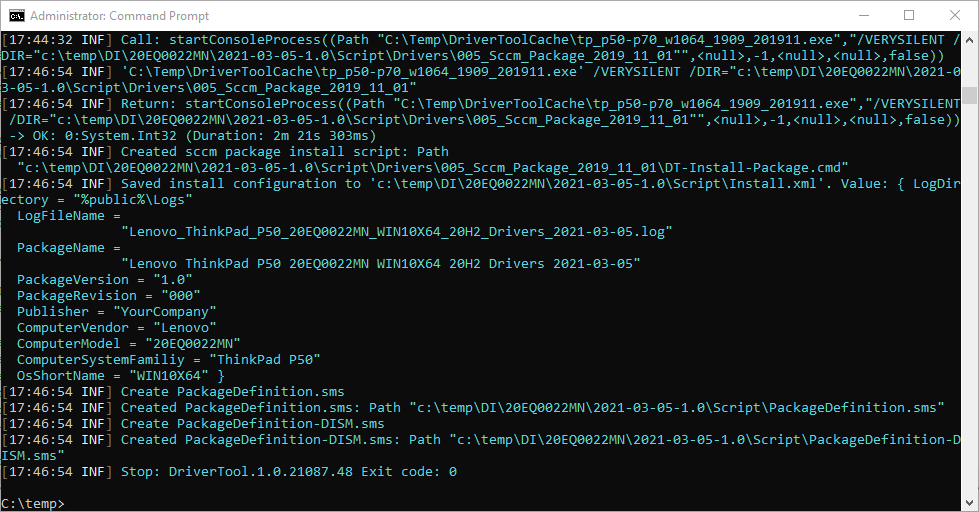 Administrator: Command Prompt
[17:44:32 INF] Call: startConsoleProcess((Path "C:\Temp\DriverToolCache\tp_p50-p70_w1064_1909_201911.exe","/VERYSILENT /
DIR="c:\temp\DI\20EQ0022MN\2021-03-05-1.0\Script\Drivers\005_Sccm_Package_2019_11_01"",<null>,-1,<null>,<null>,false))
[17:46:54 INF] 'C:\Temp\DriverToolCache\tp_p50-p70_w1064_1909_201911.exe' /VERYSILENT /DIR="c:\temp\DI\20EQ0022MN\2021-0
3-05-1.0\Script\Drivers\005_Sccm_Package_2019_11_01"
[17:46:54 INF] Return: startConsoleProcess((Path "C:\Temp\DriverToolCache\tp_p50-p70_w1064_1909_201911.exe","/VERYSILENT
 /DIR="c:\temp\DI\20EQ0022MN\2021-03-05-1.0\Script\Drivers\005_Sccm_Package_2019_11_01"",<null>,-1,<null>,<null>,false))
 -> OK: 0:System.Int32 (Duration: 2m 21s 303ms)
[17:46:54 INF] Created sccm package install script: Path
  "c:\temp\DI\20EQ0022MN\2021-03-05-1.0\Script\Drivers\005_Sccm_Package_2019_11_01\DT-Install-Package.cmd"
[17:46:54 INF] Saved install configuration to 'c:\temp\DI\20EQ0022MN\2021-03-05-1.0\Script\Install.xml'. Value: { LogDir
ectory = "%public%\Logs"
  LogFileName =
               "Lenovo_ThinkPad_P50_20EQ0022MN_WIN10X64_20H2_Drivers_2021-03-05.log"
  PackageName =
               "Lenovo ThinkPad P50 20EQ0022MN WIN10X64 20H2 Drivers 2021-03-05"
  PackageVersion = "1.0"
  PackageRevision = "000"
  Publisher = "YourCompany"
  ComputerVendor = "Lenovo"
  ComputerModel = "20EQ0022MN"
  ComputerSystemFamiliy = "ThinkPad P50"
  OsShortName = "WIN10X64" }
[17:46:54 INF] Create PackageDefinition.sms
[17:46:54 INF] Created PackageDefinition.sms: Path "c:\temp\DI\20EQ0022MN\2021-03-05-1.0\Script\PackageDefinition.sms"
[17:46:54 INF] Create PackageDefinition-DISM.sms
[17:46:54 INF] Created PackageDefinition-DISM.sms: Path "c:\temp\DI\20EQ0022MN\2021-03-05-1.0\Script\PackageDefinition-D
ISM.sms"
[17:46:54 INF] Stop: DriverTool.1.0.21087.48 Exit code: 0
C:\temp>